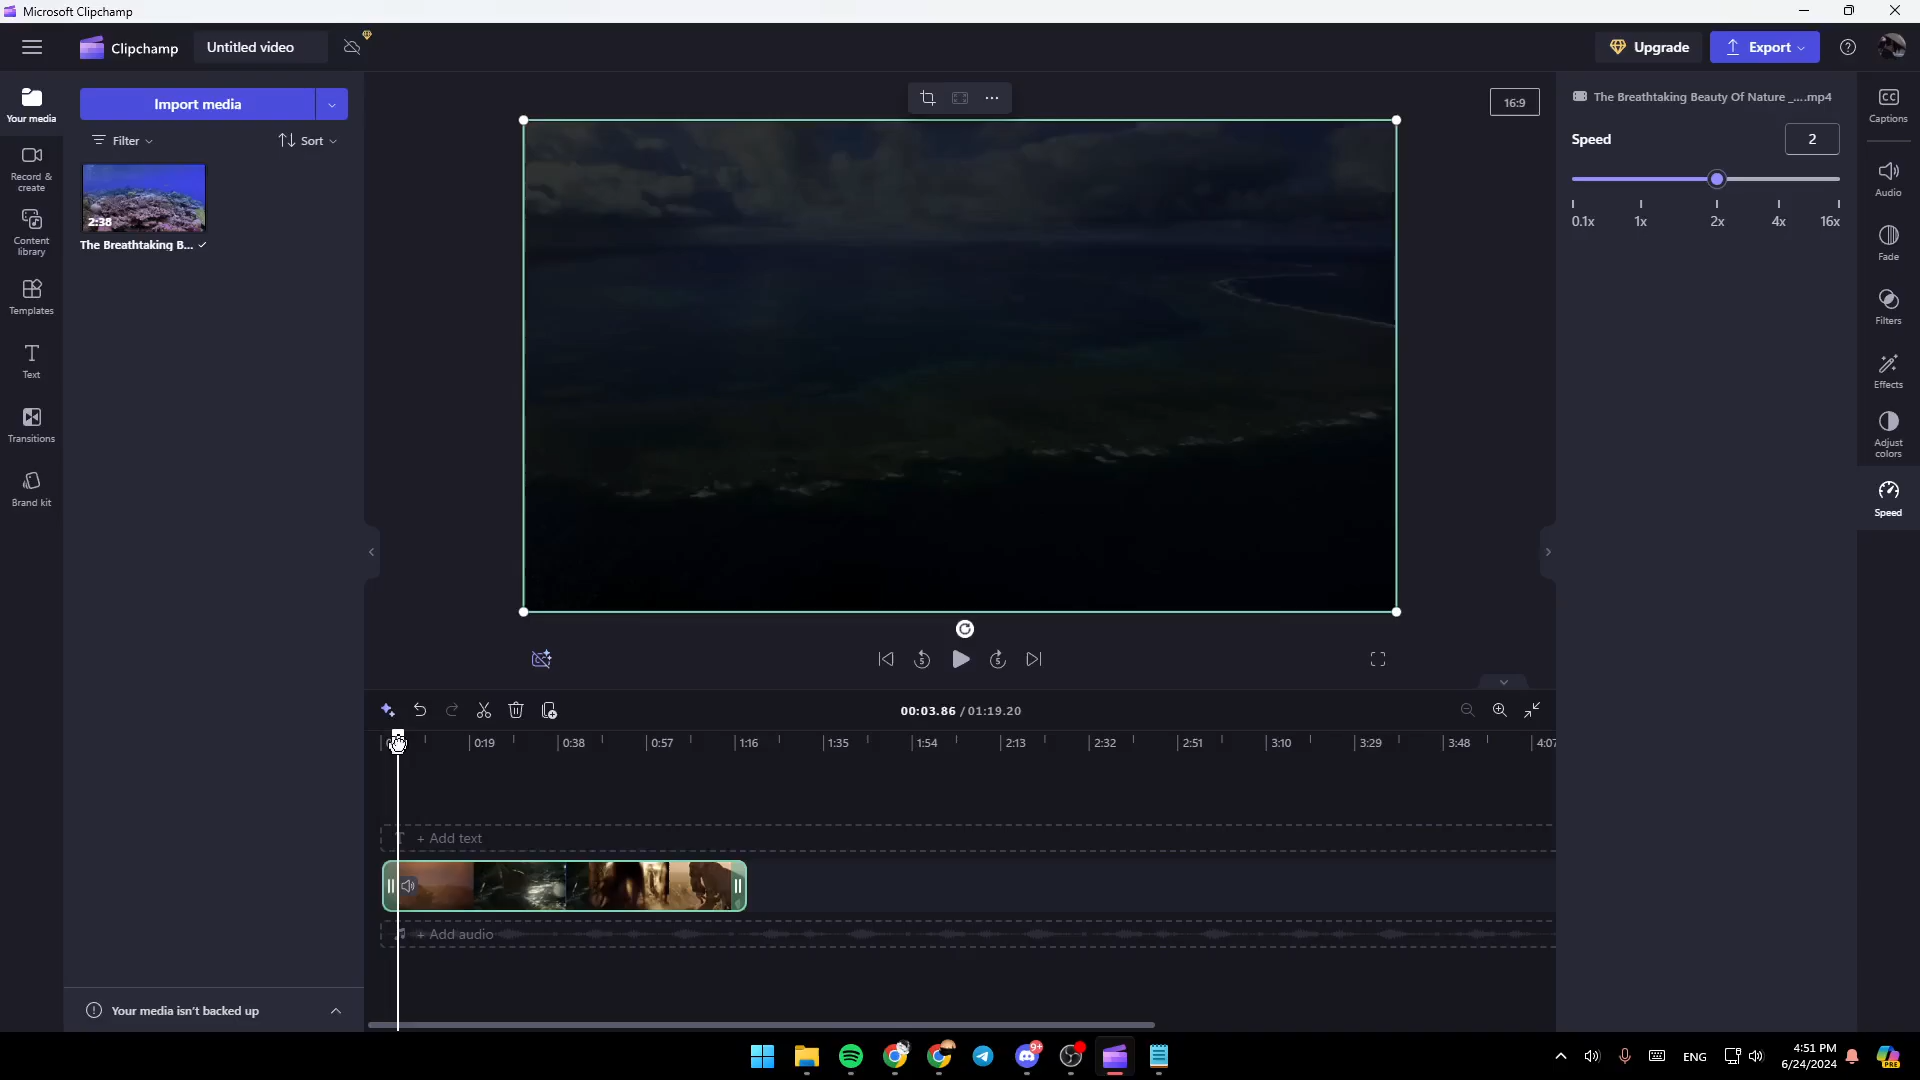 Microsoft Clipchamp
Clipchamp
Untitled video
Upgrade
Export
Your media
Import media
Filter
Sort
16:9
The Breathtaking Beauty Of Nature _....mp4
Captions
Speed
2
0.1x 1x 2x 4x 16x
2:38
The Breathtaking B...
Record &
create
Content
library
Templates
Text
Transitions
Brand kit
Audio
Fade
Filters
Effects
Adjust
colors
Speed
CC
5
5
00:03.86 / 01:19.20
0:19 0:38 0:57 1:16 1:35 1:54 2:13 2:32 2:51 3:10 3:29 3:48 4:07
T + Add text
+ Add audio
Your media isn't backed up
9+
ENG
4:51 PM
6/24/2024
PRE